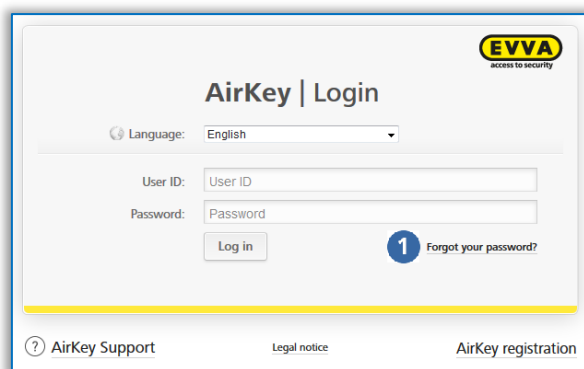 EVVA
access to security
AirKey | Login
Language: English
User ID: User ID
Password: Password
Log in 1 Forgot your password?
? AirKey Support Legal notice AirKey registration